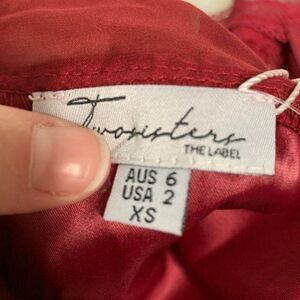 Twosisters
THE LABEL
AUS 6
USA 2
XS